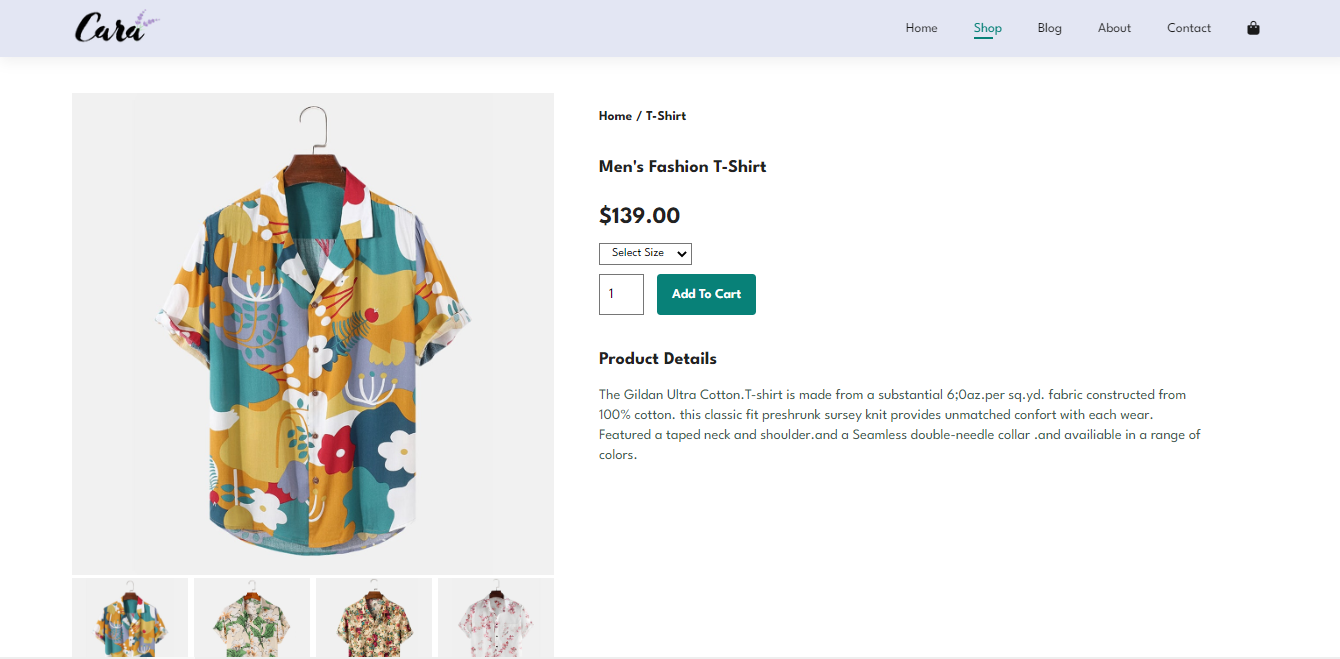 Cara
Home Shop Blog About Contact
Home / T-Shirt
Men's Fashion T-Shirt
$139.00
Select Size
1 Add To Cart
Product Details
The Gildan Ultra Cotton.T-shirt is made from a substantial 6;0az.per sq.yd. fabric constructed from
100% cotton. this classic fit preshrunk sursey knit provides unmatched confort with each wear.
Featured a taped neck and shoulder.and a Seamless double-needle collar .and availiable in a range of
colors.